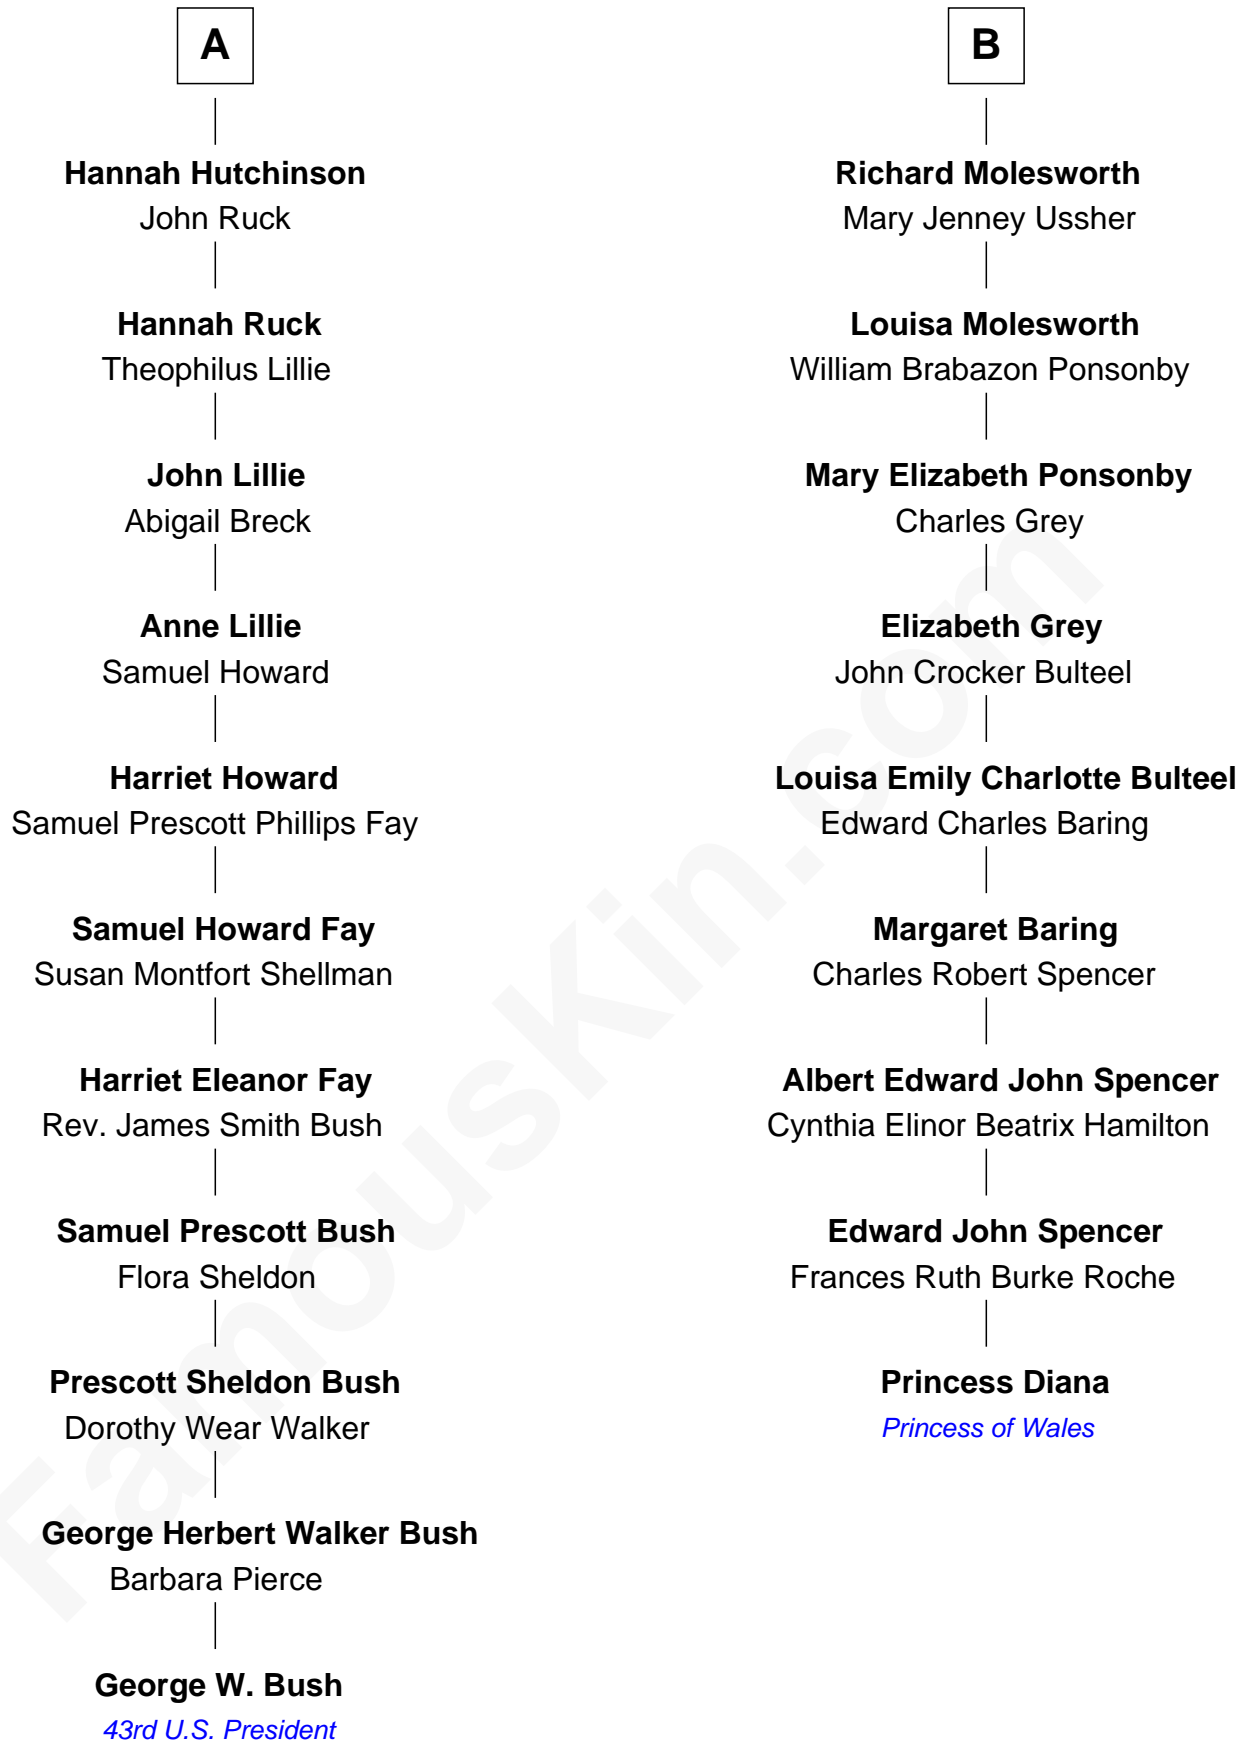 A
Hannah Hutchinson
John Ruck
Hannah Ruck
Theophilus Lillie
John Lillie
Abigail Breck
Anne Lillie
Samuel Howard
Harriet Howard
Samuel Prescott Phillips Fay
Samuel Howard Fay
Susan Montfort Shellman
Harriet Eleanor Fay
Rev. James Smith Bush
Samuel Prescott Bush
Flora Sheldon
Prescott Sheldon Bush
Dorothy Wear Walker
George Herbert Walker Bush
Barbara Pierce
George W. Bush
43rd U.S. President
B
Richard Molesworth
Mary Jenney Ussher
Louisa Molesworth
William Brabazon Ponsonby
Mary Elizabeth Ponsonby
Charles Grey
Elizabeth Grey
John Crocker Bulteel
Louisa Emily Charlotte Bulteel
Edward Charles Baring
Margaret Baring
Charles Robert Spencer
Albert Edward John Spencer
Cynthia Elinor Beatrix Hamilton
Edward John Spencer
Frances Ruth Burke Roche
Princess Diana
Princess of Wales
FamousKin.com